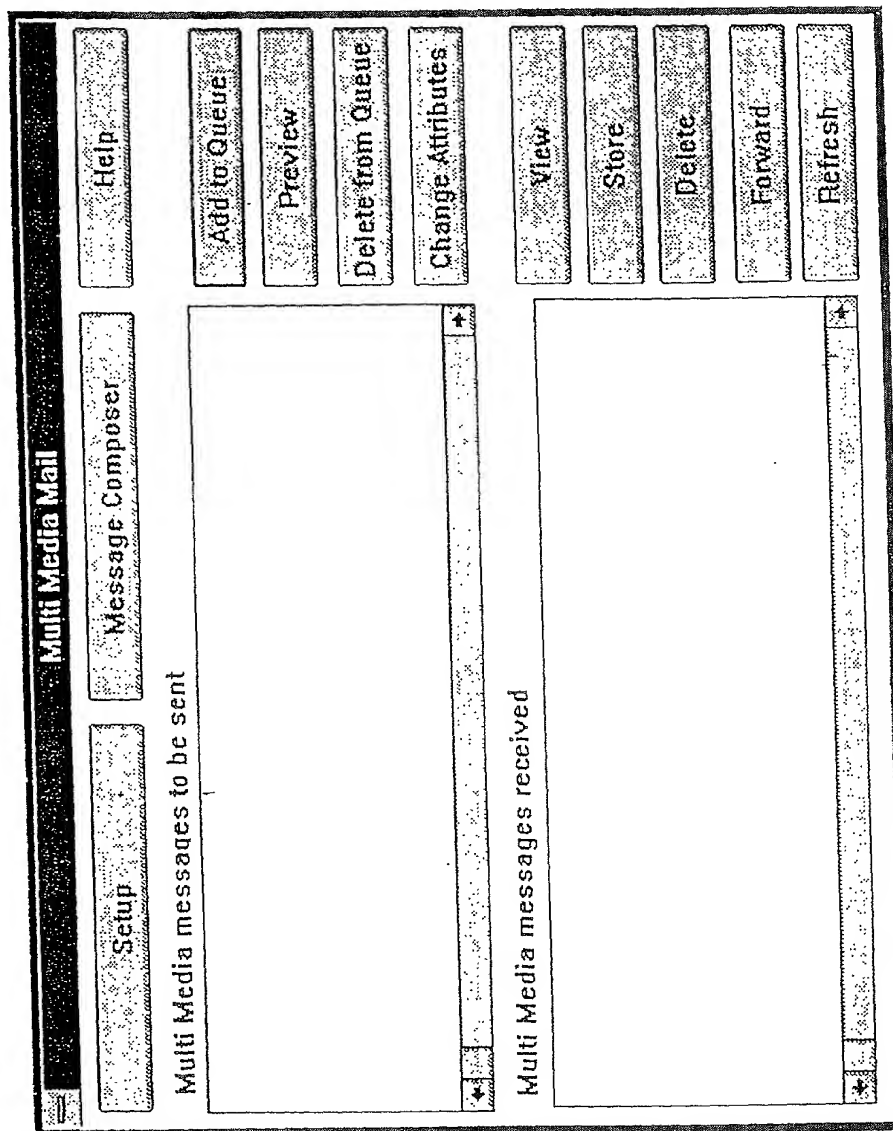 Multi Media Mail
Setup
Message Composer
Help
Multi Media messages to be sent
Add to Queue
Preview
Delete from Queue
Change Attributes
Multi Media messages received
View
Store
Delete
Forward
Refresh